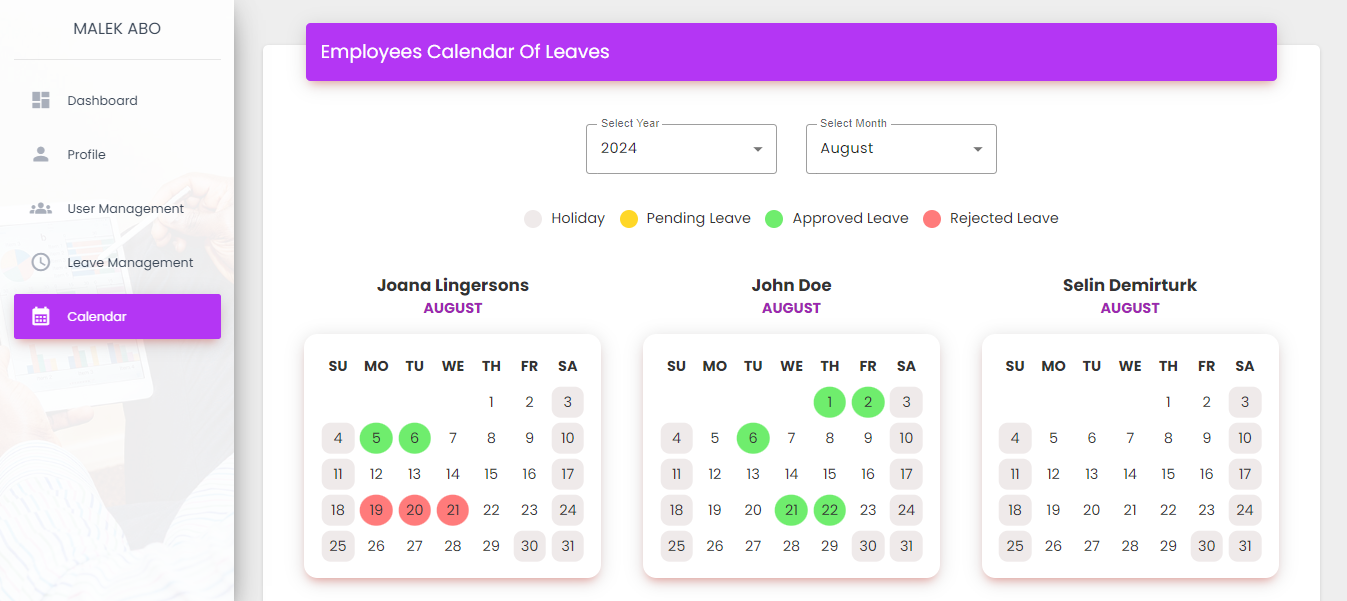 MALEK ABO
Dashboard
Profile
User Management
Leave Management
Calendar
Employees Calendar Of Leaves
Select Year
2024
Select Month
August
Holiday Pending Leave Approved Leave Rejected Leave
Joana Lingersons
AUGUST
SU MO TU WE TH FR SA
1 2 3
4 5 6 7 8 9 10
11 12 13 14 15 16 17
18 19 20 21 22 23 24
25 26 27 28 29 30 31
John Doe
AUGUST
SU MO TU WE TH FR SA
1 2 3
4 5 6 7 8 9 10
11 12 13 14 15 16 17
18 19 20 21 22 23 24
25 26 27 28 29 30 31
Selin Demirturk
AUGUST
SU MO TU WE TH FR SA
1 2 3
4 5 6 7 8 9 10
11 12 13 14 15 16 17
18 19 20 21 22 23 24
25 26 27 28 29 30 31